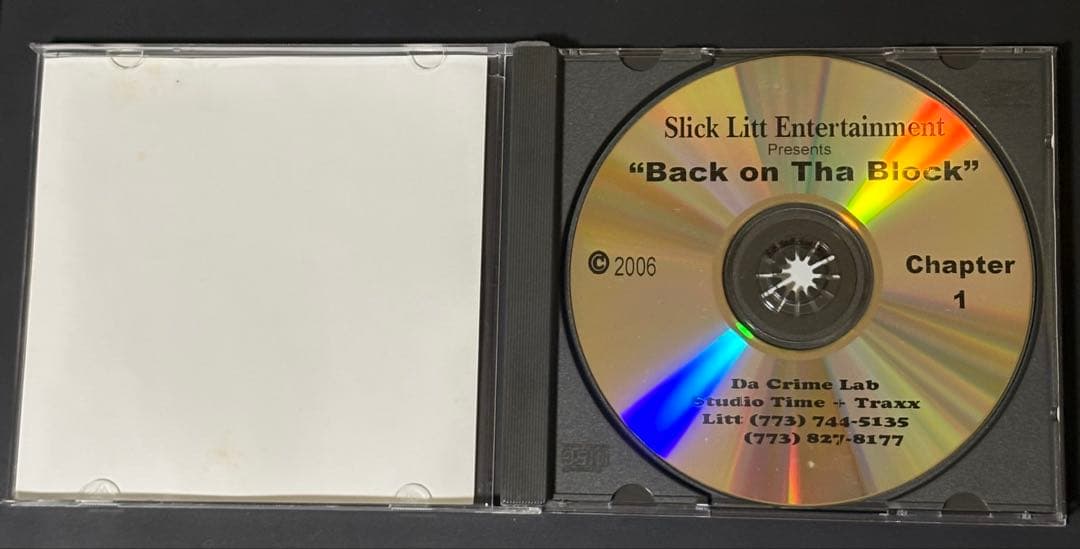 Slick Litt Entertainment
Presents
“Back on Tha Block”
© 2006
Chapter
1
Da Crime Lab
Studio Time + Traxx
Litt (773) 744-5135
(773) 827-8177